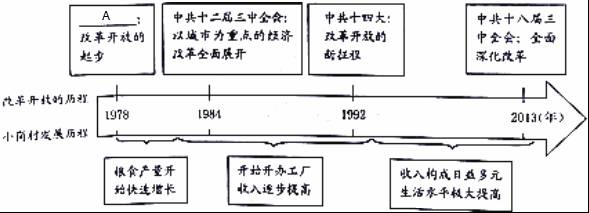 A
改革开放的
起步
中共十二届三中全会：
以城市为重点的经济
改革全面展开
中共十四大：
改革开放的
新征程
中共十八届三
中全会：全面
深化改革
改革开放的历程
1978
1984
1992
2013(年)
小岗村发展历程
粮食产量开
始快速增长
开始开办工厂
收入逐步提高
收入构成日益多元
生活水平极大提高